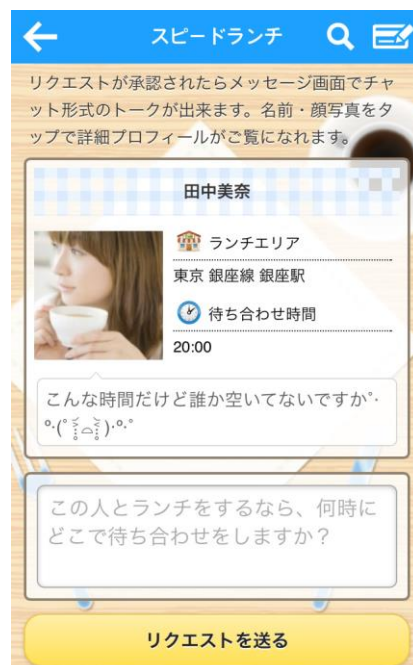 スピードランチ
リクエストが承認されたらメッセージ画面でチャ
ット形式のトークが出来ます。名前・顔写真をタ
ップで詳細プロフィールがご覧になれます。
田中美奈
ランチエリア
東京 銀座線 銀座駅
待ち合わせ時間
20:00
こんな時間だけど誰か空いてないですか°·
この人とランチをするなら、何時に
どこで待ち合わせをしますか？
リクエストを送る